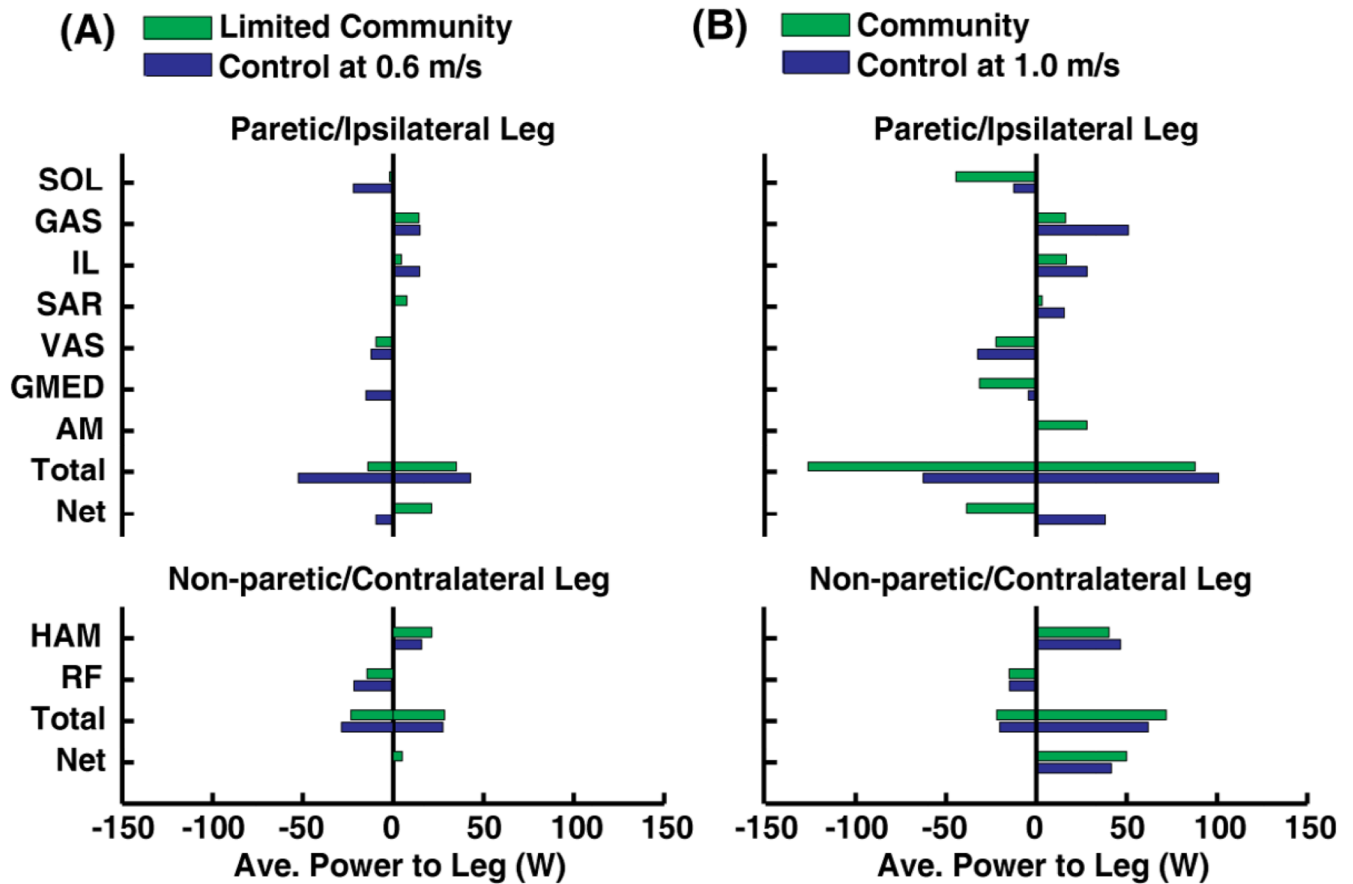 (A) Limited Community
Control at 0.6 m/s
(B) Community
Control at 1.0 m/s
Paretic/Ipsilateral Leg
Paretic/Ipsilateral Leg
SOL
GAS
IL
SAR
VAS
GMED
AM
Total
Net
Non-paretic/Contralateral Leg
Non-paretic/Contralateral Leg
HAM
RF
Total
Net
-150 -100 -50 0 50 100 150
-150 -100 -50 0 50 100 150
Ave. Power to Leg (W)
Ave. Power to Leg (W)